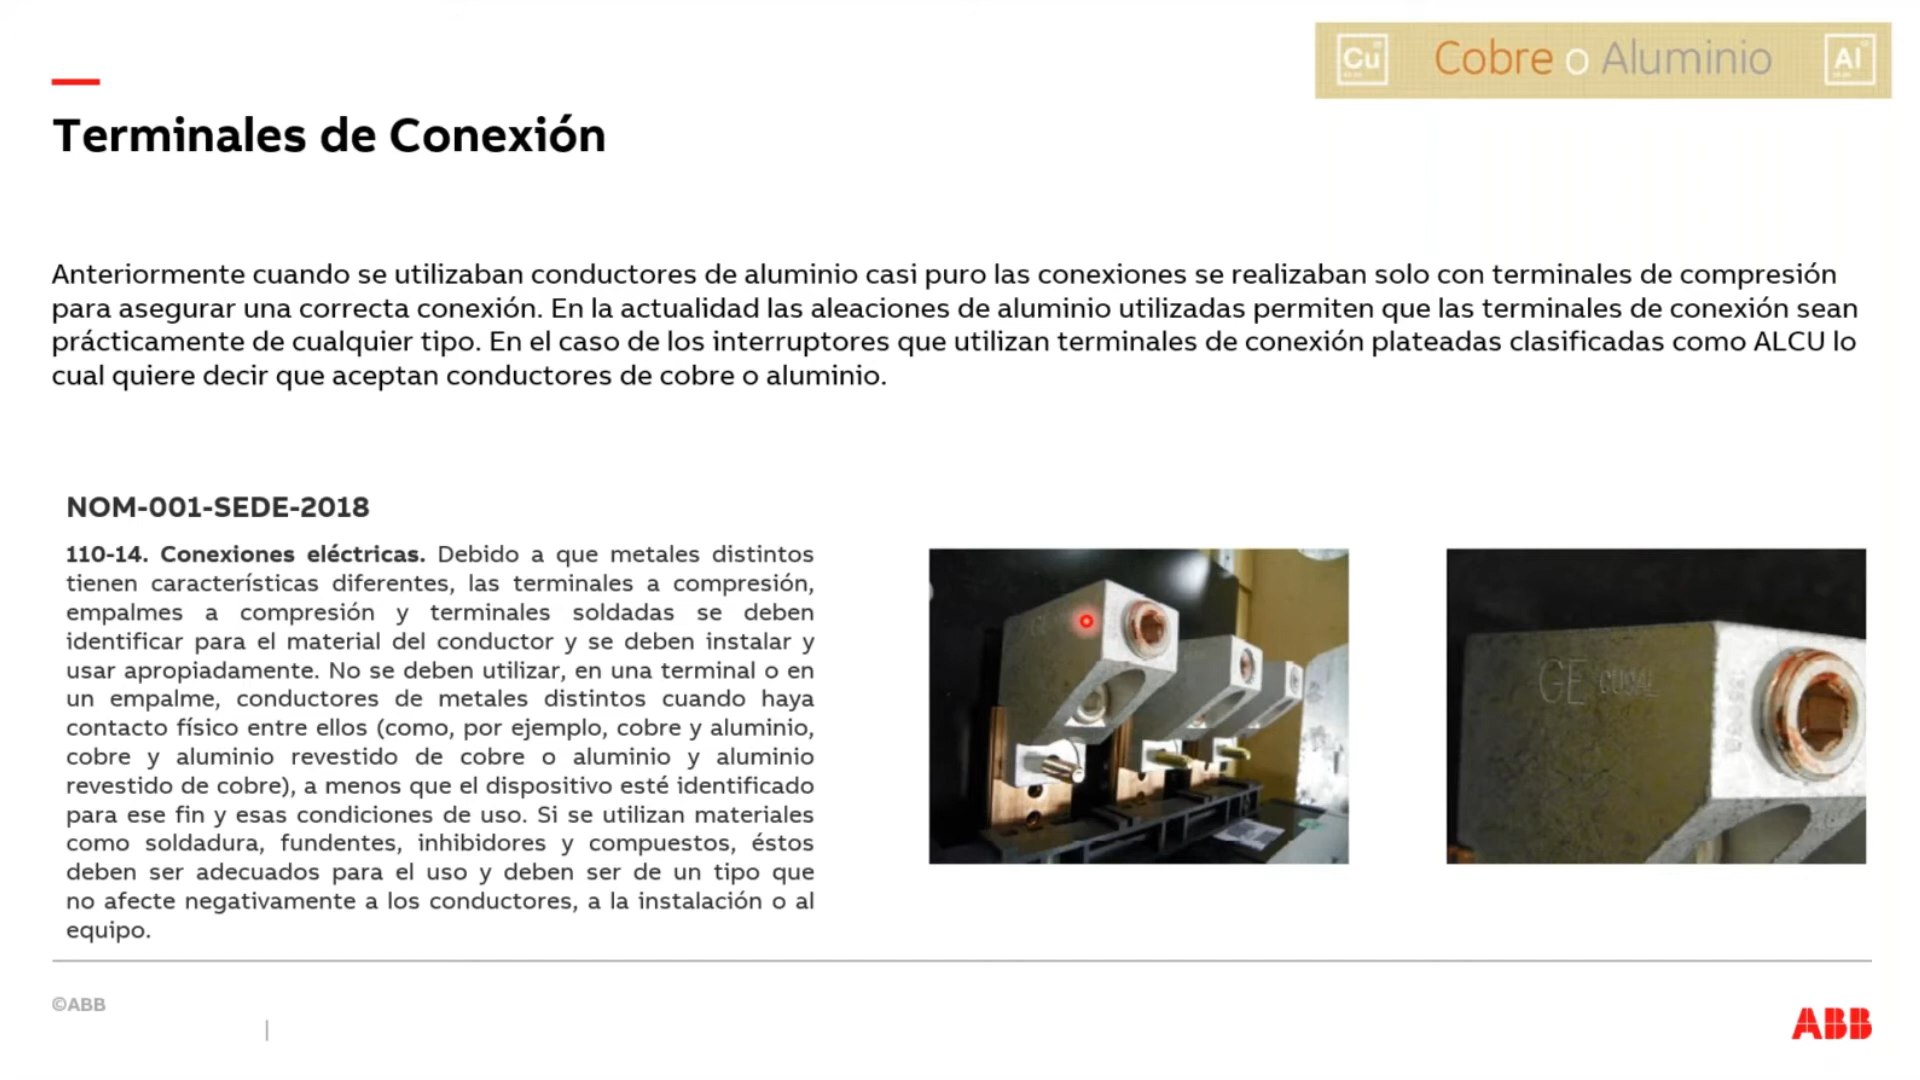 Cu Cobre o Aluminio Al
Terminales de Conexión
Anteriormente cuando se utilizaban conductores de aluminio casi puro las conexiones se realizaban solo con terminales de compresión
para asegurar una correcta conexión. En la actualidad las aleaciones de aluminio utilizadas permiten que las terminales de conexión sean
prácticamente de cualquier tipo. En el caso de los interruptores que utilizan terminales de conexión plateadas clasificadas como ALCU lo
cual quiere decir que aceptan conductores de cobre o aluminio.
NOM-001-SEDE-2018
110-14. Conexiones eléctricas. Debido a que metales distintos
tienen características diferentes, las terminales a compresión,
empalmes a compresión y terminales soldadas se deben
identificar para el material del conductor y se deben instalar y
usar apropiadamente. No se deben utilizar, en una terminal o en
un empalme, conductores de metales distintos cuando haya
contacto físico entre ellos (como, por ejemplo, cobre y aluminio,
cobre y aluminio revestido de cobre o aluminio y aluminio
revestido de cobre), a menos que el dispositivo esté identificado
para ese fin y esas condiciones de uso. Si se utilizan materiales
como soldadura, fundentes, inhibidores y compuestos, éstos
deben ser adecuados para el uso y deben ser de un tipo que
no afecte negativamente a los conductores, a la instalación o al
equipo.
GE
©ABB
ABB